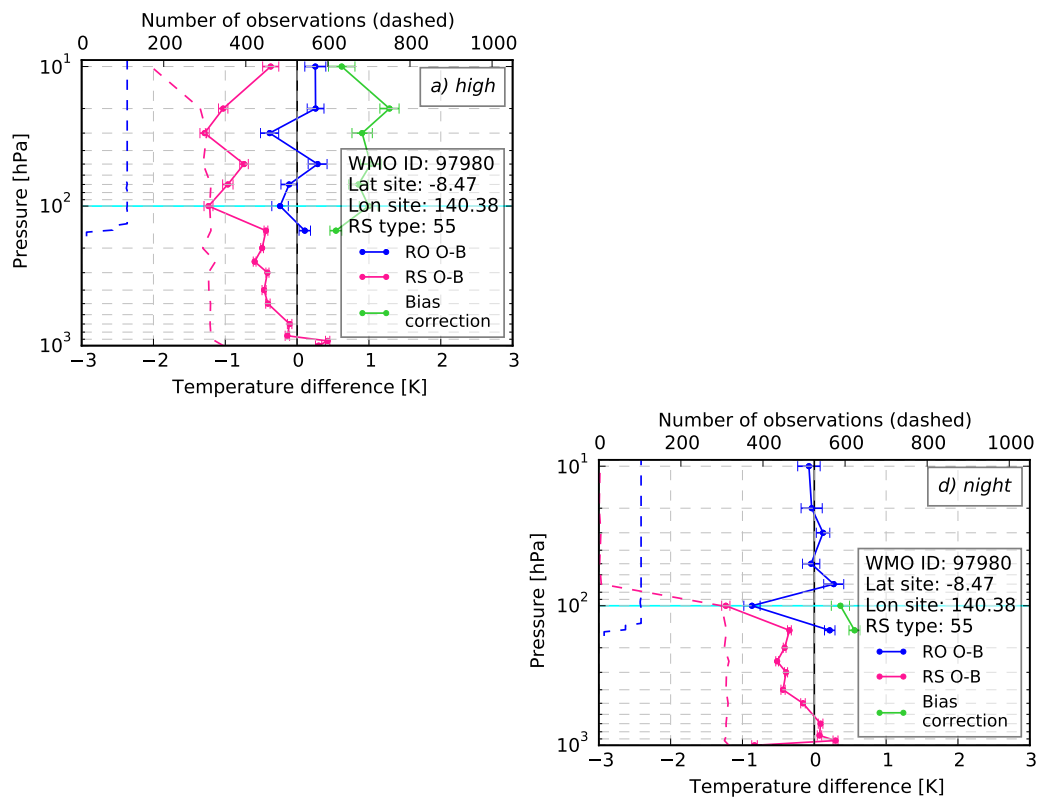 Number of observations (dashed)
0 200 400 600 800 1000
10¹
a) high
Pressure [hPa]
WMO ID: 97980
Lat site: -8.47
10²
Lon site: 140.38
RS type: 55
RO O-B
RS O-B
Bias
correction
10³
−3 −2 −1 0 1 2 3
Temperature difference [K]
Number of observations (dashed)
0 200 400 600 800 1000
10¹
d) night
Pressure [hPa]
WMO ID: 97980
Lat site: -8.47
10²
Lon site: 140.38
RS type: 55
RO O-B
RS O-B
Bias
correction
10³
−3 −2 −1 0 1 2 3
Temperature difference [K]